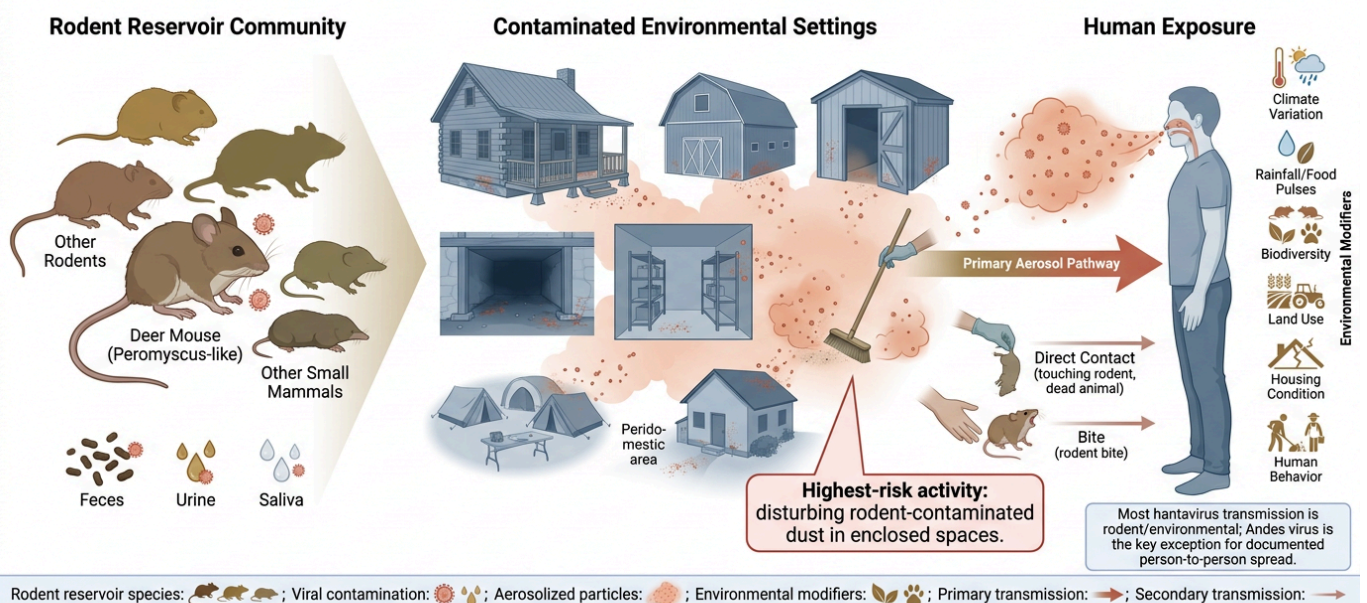 Rodent Reservoir Community
Other
Rodents
Deer Mouse
(Peromyscus-like)
Other Small
Mammals
Feces
Urine
Saliva
Contaminated Environmental Settings
Perido-
mestic
area
Highest-risk activity:
disturbing rodent-contaminated
dust in enclosed spaces.
Human Exposure
Primary Aerosol Pathway
Direct Contact
(touching rodent,
dead animal)
Bite
(rodent bite)
Climate
Variation
Rainfall/Food
Pulses
Biodiversity
Land Use
Housing
Condition
Human
Behavior
Environmental Modifiers
Most hantavirus transmission is
rodent/environmental; Andes virus is
the key exception for documented
person-to-person spread.
Rodent reservoir species: ; Viral contamination: ; Aerosolized particles: ; Environmental modifiers: ; Primary transmission: ; Secondary transmission: